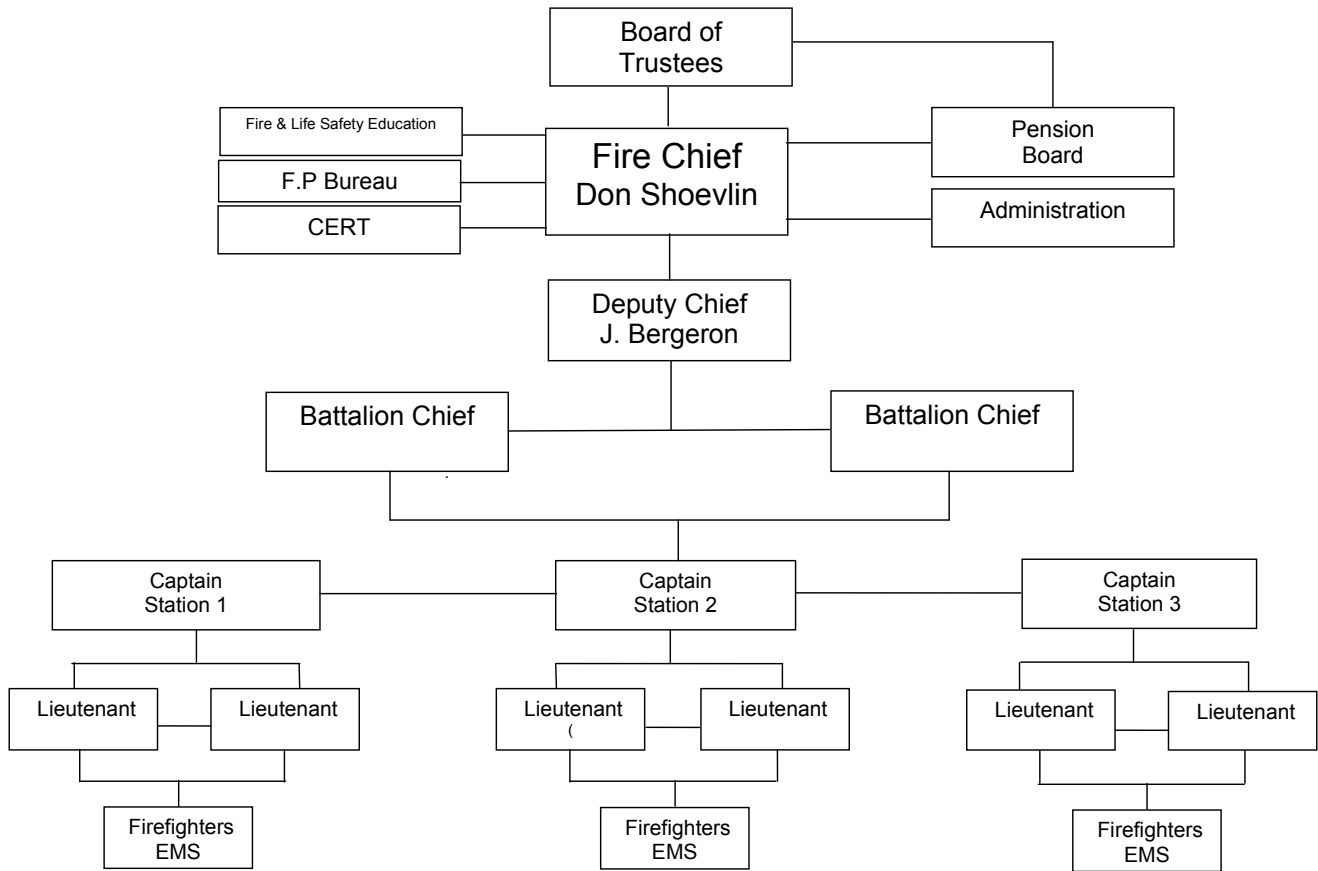 Board of
Trustees
Fire & Life Safety Education
F.P Bureau
CERT
Fire Chief
Don Shoevlin
Pension
Board
Administration
Deputy Chief
J. Bergeron
Battalion Chief
.
Battalion Chief
Captain
Station 1
Captain
Station 2
Captain
Station 3
Lieutenant
Lieutenant
Lieutenant
(
Lieutenant
Lieutenant
Lieutenant
Firefighters
EMS
Firefighters
EMS
Firefighters
EMS